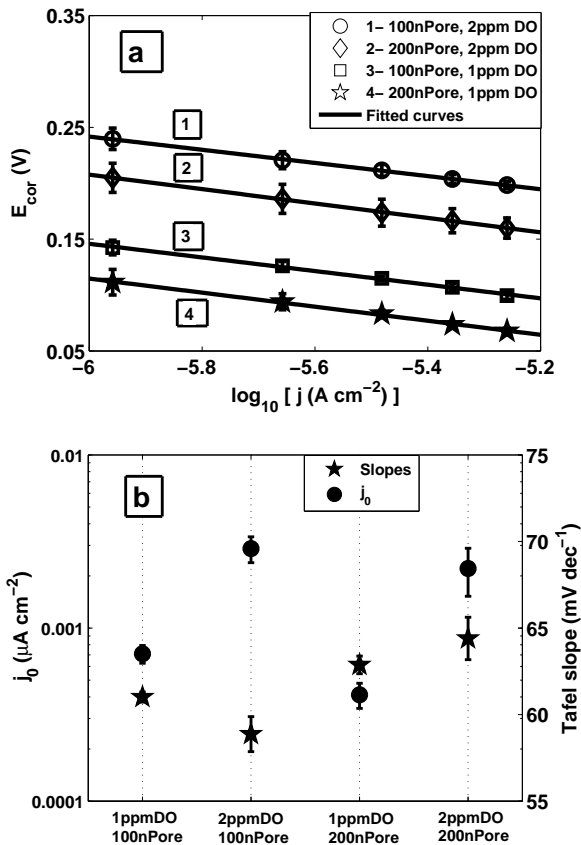 0.35
0.25
0.15
0.05
E_cor (V)
a
1
2
3
4
1− 100nPore, 2ppm DO
2− 200nPore, 2ppm DO
3− 100nPore, 1ppm DO
4− 200nPore, 1ppm DO
Fitted curves
−6 −5.8 −5.6 −5.4 −5.2
log₁₀ [ j (A cm⁻²) ]
b
Slopes
j₀
0.01
0.001
0.0001
j₀ (μA cm⁻²)
75
70
65
60
55
Tafel slope (mV dec⁻¹)
1ppmDO 2ppmDO 1ppmDO 2ppmDO
100nPore 100nPore 200nPore 200nPore